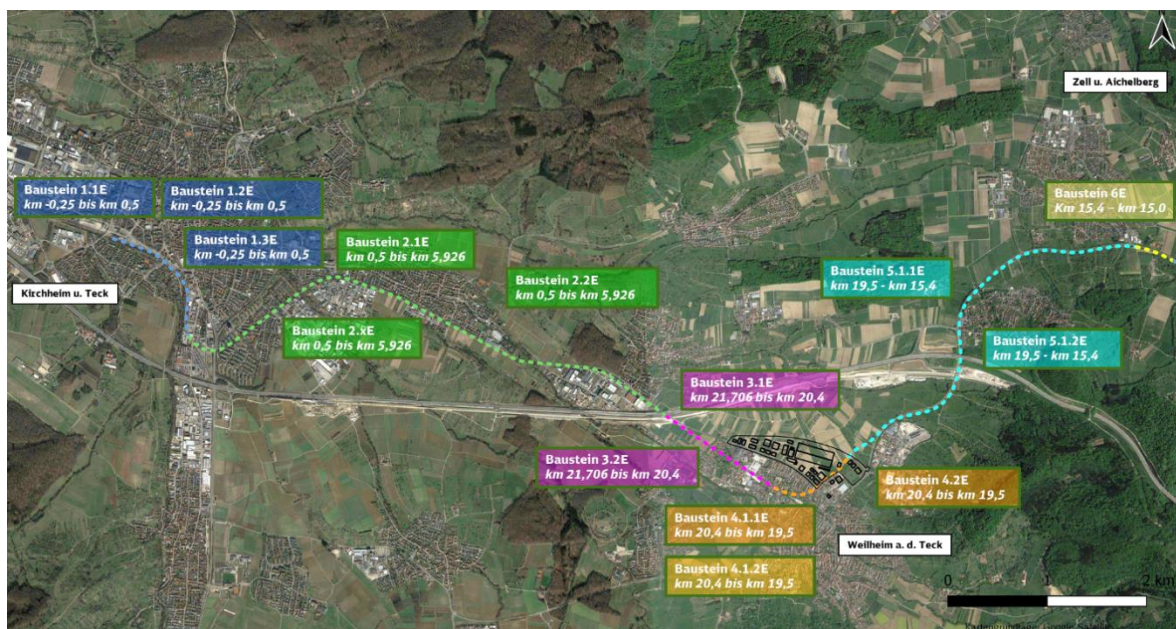 Zell u. Aichelberg
Baustein 1.1E
km -0,25 bis km 0,5
Baustein 1.2E
km -0,25 bis km 0,5
Baustein 6E
Km 15,4 – km 15,0
Baustein 1.3E
km -0,25 bis km 0,5
Baustein 2.1E
km 0,5 bis km 5,926
Baustein 2.2E
km 0,5 bis km 5,926
Baustein 5.1.1E
km 19,5 - km 15,4
Kirchheim u. Teck
Baustein 2.xE
km 0,5 bis km 5,926
Baustein 5.1.2E
km 19,5 - km 15,4
Baustein 3.1E
km 21,706 bis km 20,4
Baustein 3.2E
km 21,706 bis km 20,4
Baustein 4.2E
km 20,4 bis km 19,5
Baustein 4.1.1E
km 20,4 bis km 19,5
Weilheim a. d. Teck
Baustein 4.1.2E
km 20,4 bis km 19,5
0 1 2 km